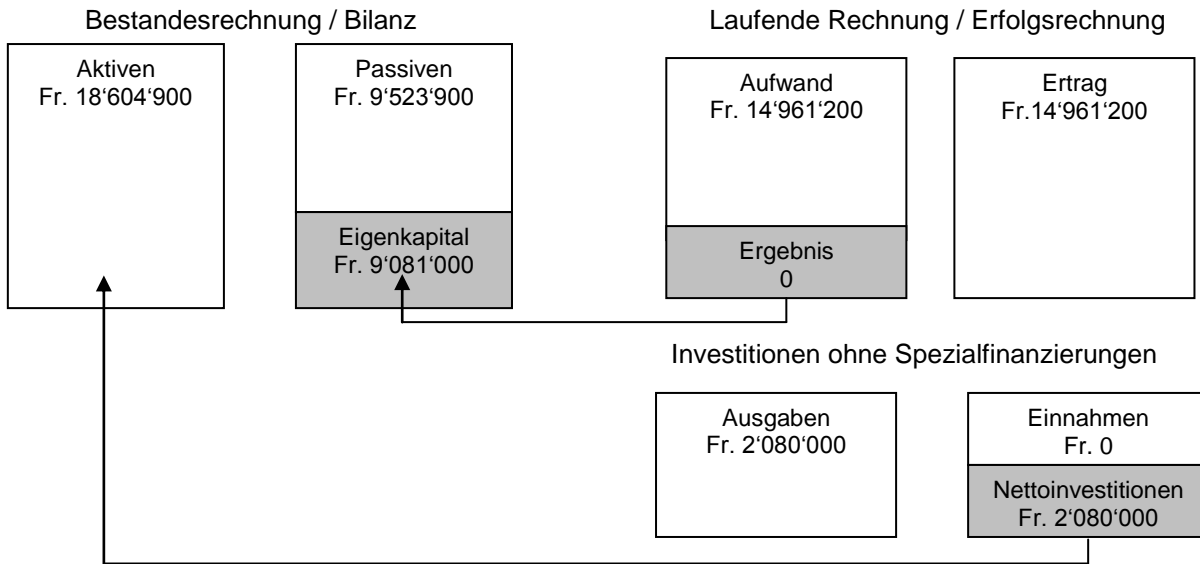 Bestandesrechnung / Bilanz
Laufende Rechnung / Erfolgsrechnung
Aktiven
Fr. 18‘604‘900
Passiven
Fr. 9‘523‘900
Eigenkapital
Fr. 9‘081‘000
Aufwand
Fr. 14‘961‘200
Ergebnis
0
Ertrag
Fr.14‘961‘200
Investitionen ohne Spezialfinanzierungen
Ausgaben
Fr. 2‘080‘000
Einnahmen
Fr. 0
Nettoinvestitionen
Fr. 2‘080‘000